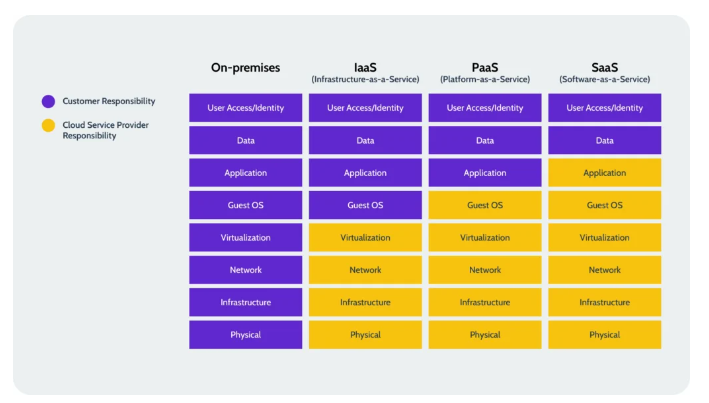 On-premises
IaaS
(Infrastructure-as-a-Service)
PaaS
(Platform-as-a-Service)
SaaS
(Software-as-a-Service)
Customer Responsibility
Cloud Service Provider
Responsibility
User Access/Identity
User Access/Identity
User Access/Identity
User Access/Identity
Data
Data
Data
Data
Application
Application
Application
Application
Guest OS
Guest OS
Guest OS
Guest OS
Virtualization
Virtualization
Virtualization
Virtualization
Network
Network
Network
Network
Infrastructure
Infrastructure
Infrastructure
Infrastructure
Physical
Physical
Physical
Physical